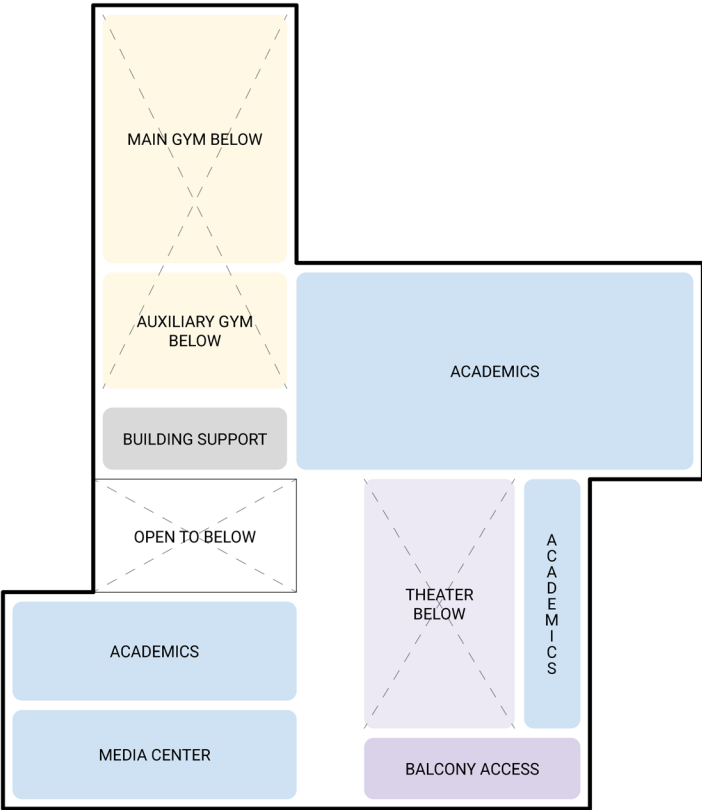 MAIN GYM BELOW
AUXILIARY GYM
BELOW
ACADEMICS
BUILDING SUPPORT
OPEN TO BELOW
THEATER
BELOW
ACADEMICS
ACADEMICS
MEDIA CENTER
BALCONY ACCESS